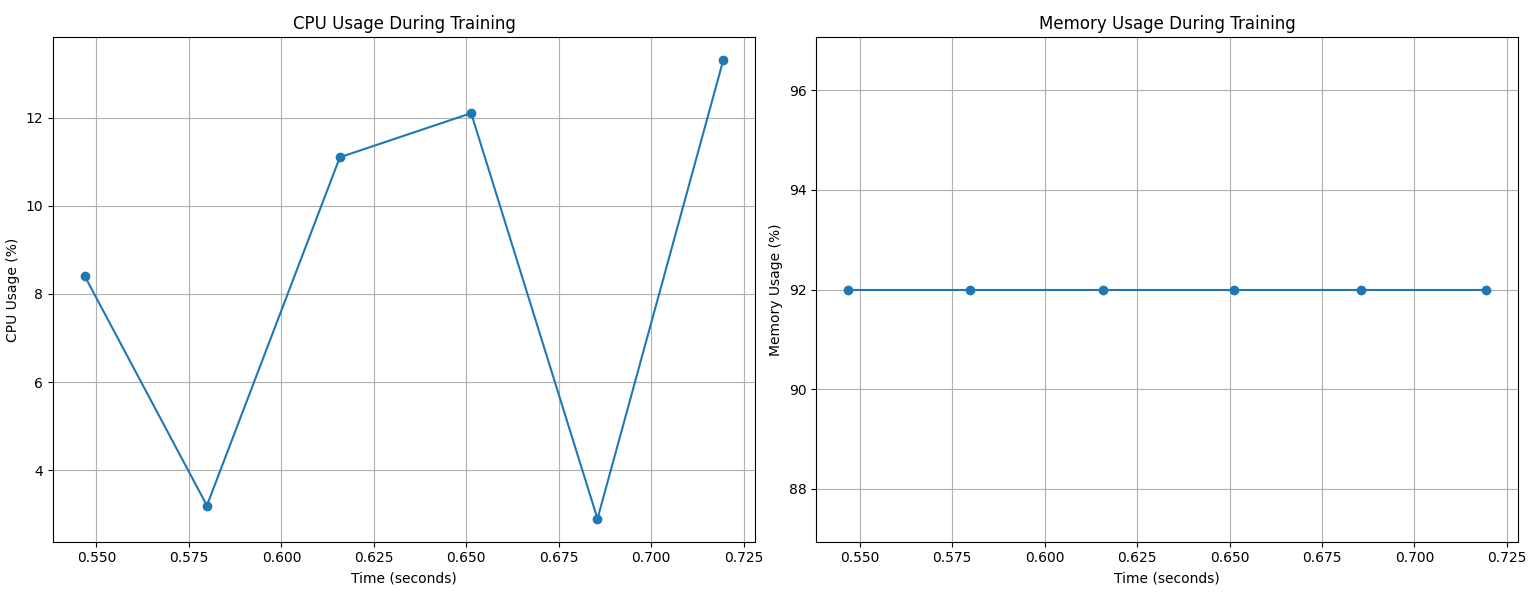 CPU Usage During Training
CPU Usage (%)
12
10
8
6
4
0.550 0.575 0.600 0.625 0.650 0.675 0.700 0.725
Time (seconds)
Memory Usage During Training
Memory Usage (%)
96
94
92
90
88
0.550 0.575 0.600 0.625 0.650 0.675 0.700 0.725
Time (seconds)